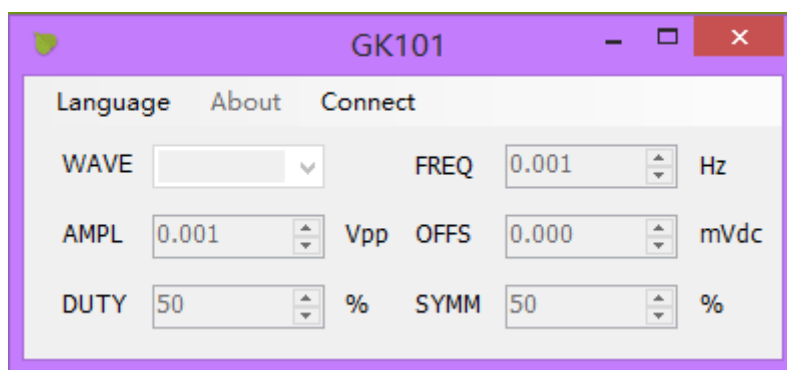 GK101
Language About Connect
WAVE FREQ 0.001 Hz
AMPL 0.001 Vpp OFFS 0.000 mVdc
DUTY 50 % SYMM 50 %